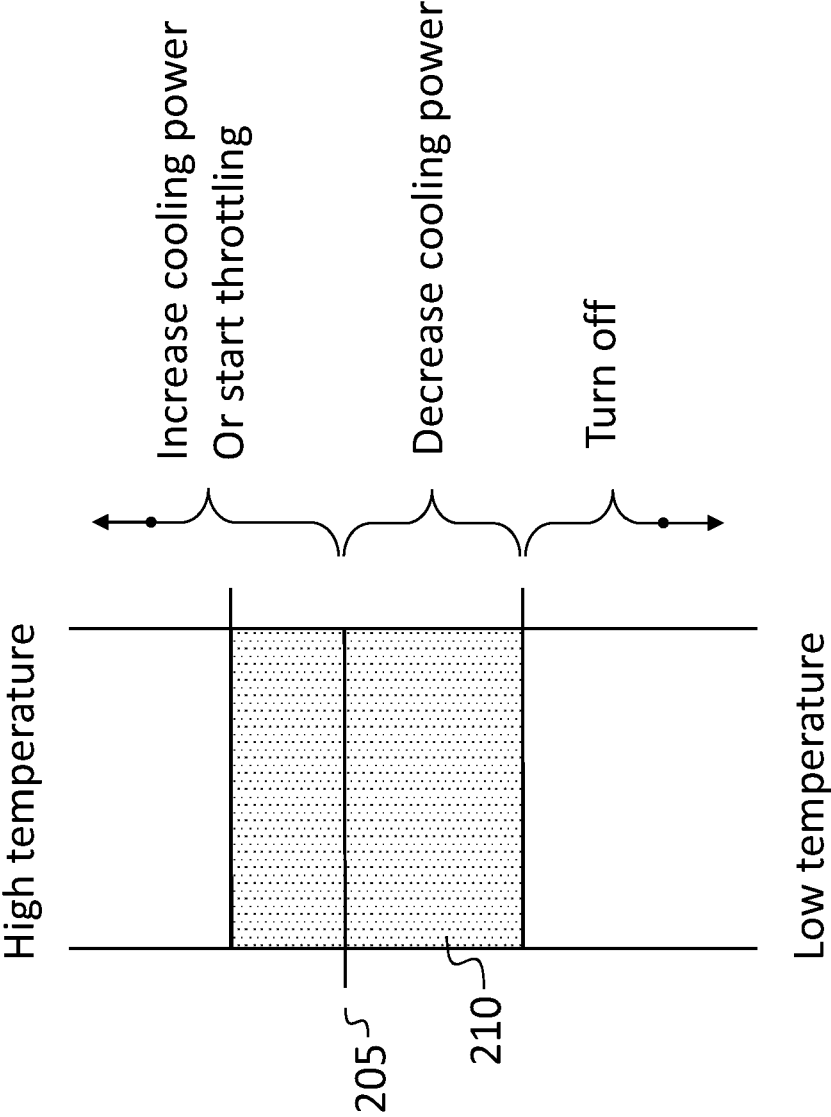 High temperature
Increase cooling power
Or start throttling
205
Decrease cooling power
210
Turn off
Low temperature